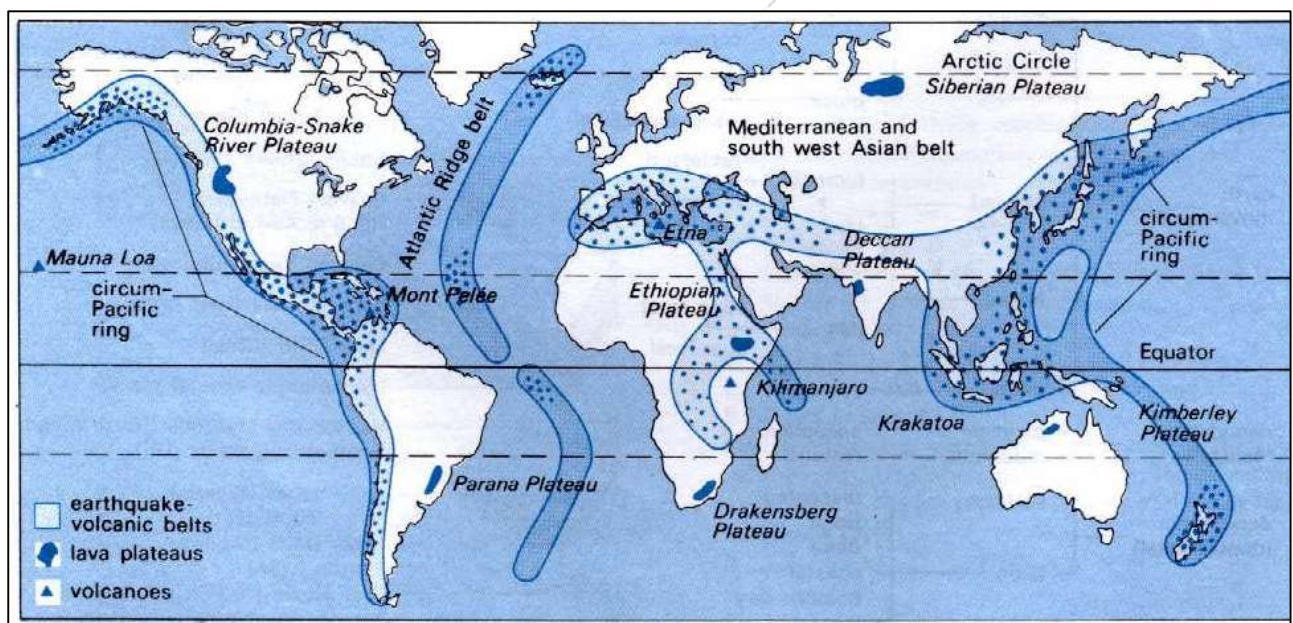 Arctic Circle
Siberian Plateau
Columbia-Snake
River Plateau
Atlantic Ridge belt
Mediterranean and
south west Asian belt
circum-
Pacific
ring
Etna
Deccan
Plateau
Mauna Loa
circum-
Pacific
ring
Mont Pelée
Ethiopian
Plateau
Equator
Kilimanjaro
Krakatoa
Kimberley
Plateau
Parana Plateau
Drakensberg
Plateau
earthquake-
volcanic belts
lava plateaus
volcanoes